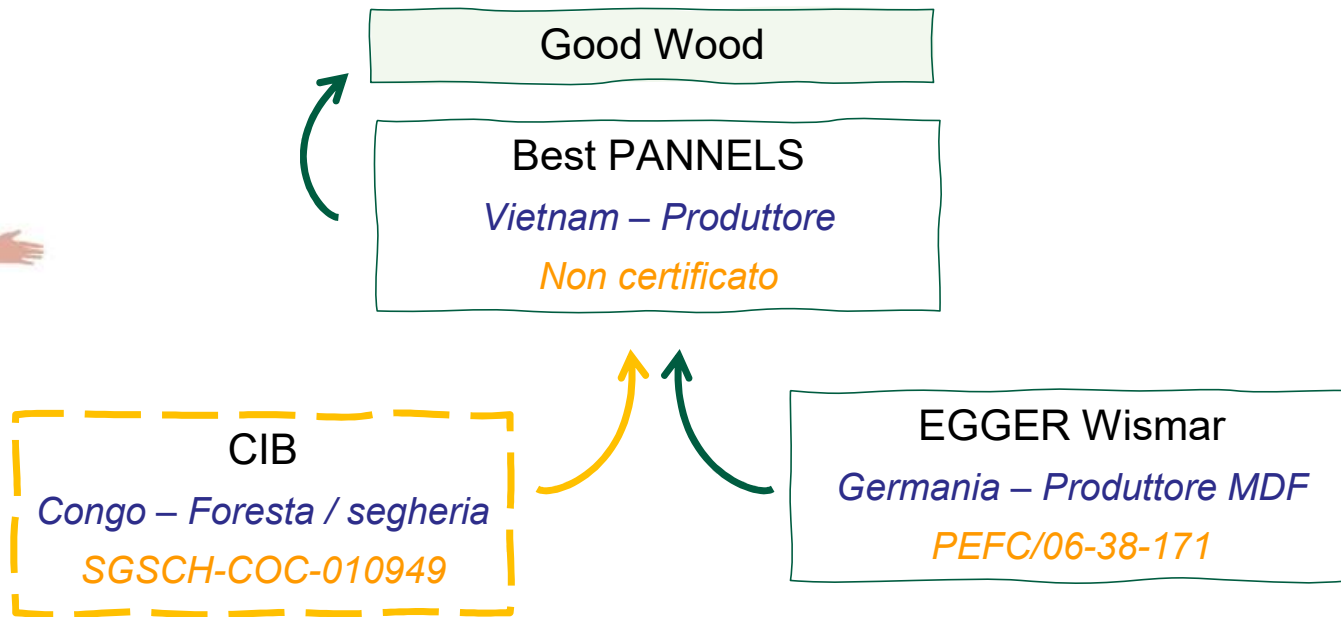 Good Wood
Best PANNELS
Vietnam – Produttore
Non certificato
CIB
Congo – Foresta / segheria
SGSCH-COC-010949
EGGER Wismar
Germania – Produttore MDF
PEFC/06-38-171